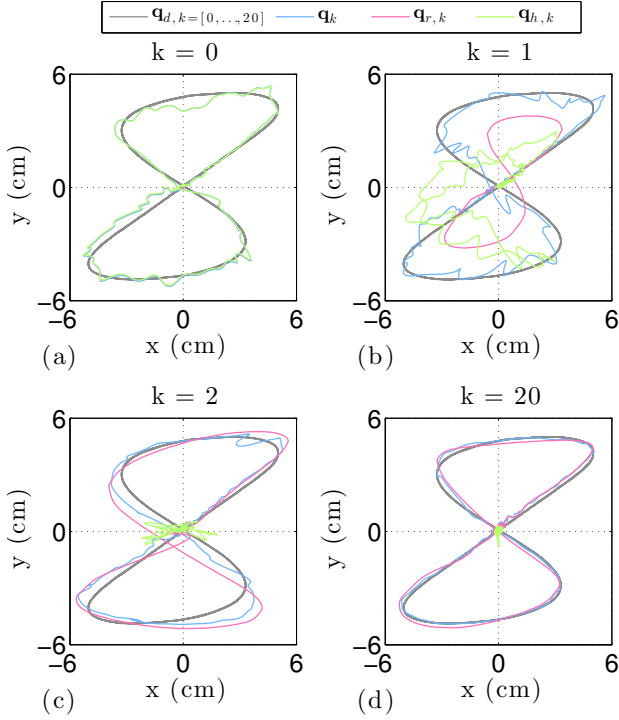 q_{d,k=[0,...,20]} q_k q_{r,k} q_{h,k}
k = 0
k = 1
6
0
−6
y (cm)
−6 0 6
x (cm)
(a)
6
0
−6
y (cm)
−6 0 6
x (cm)
(b)
k = 2
k = 20
6
0
−6
y (cm)
−6 0 6
x (cm)
(c)
6
0
−6
y (cm)
−6 0 6
x (cm)
(d)